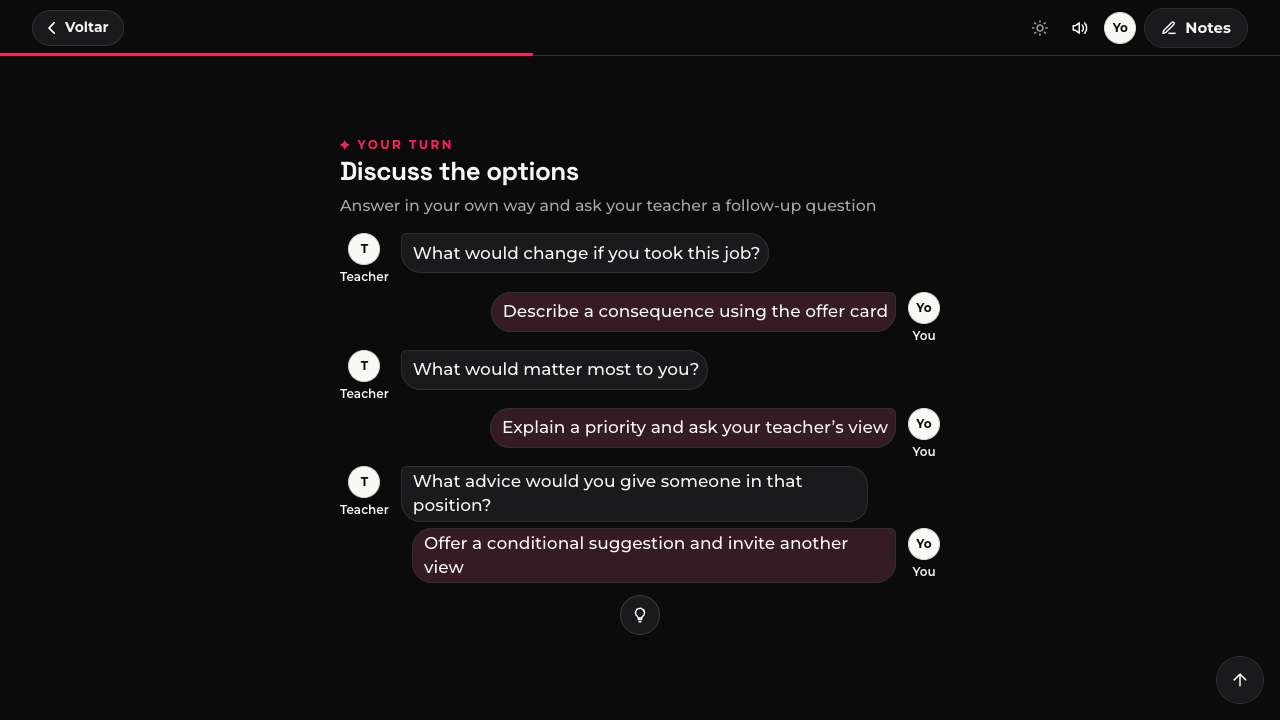 Voltar
Yo
Notes
YOUR TURN
Discuss the options
Answer in your own way and ask your teacher a follow-up question
T
Teacher
What would change if you took this job?
Describe a consequence using the offer card
Yo
You
T
Teacher
What would matter most to you?
Explain a priority and ask your teacher’s view
Yo
You
T
Teacher
What advice would you give someone in that
position?
Offer a conditional suggestion and invite another
view
Yo
You